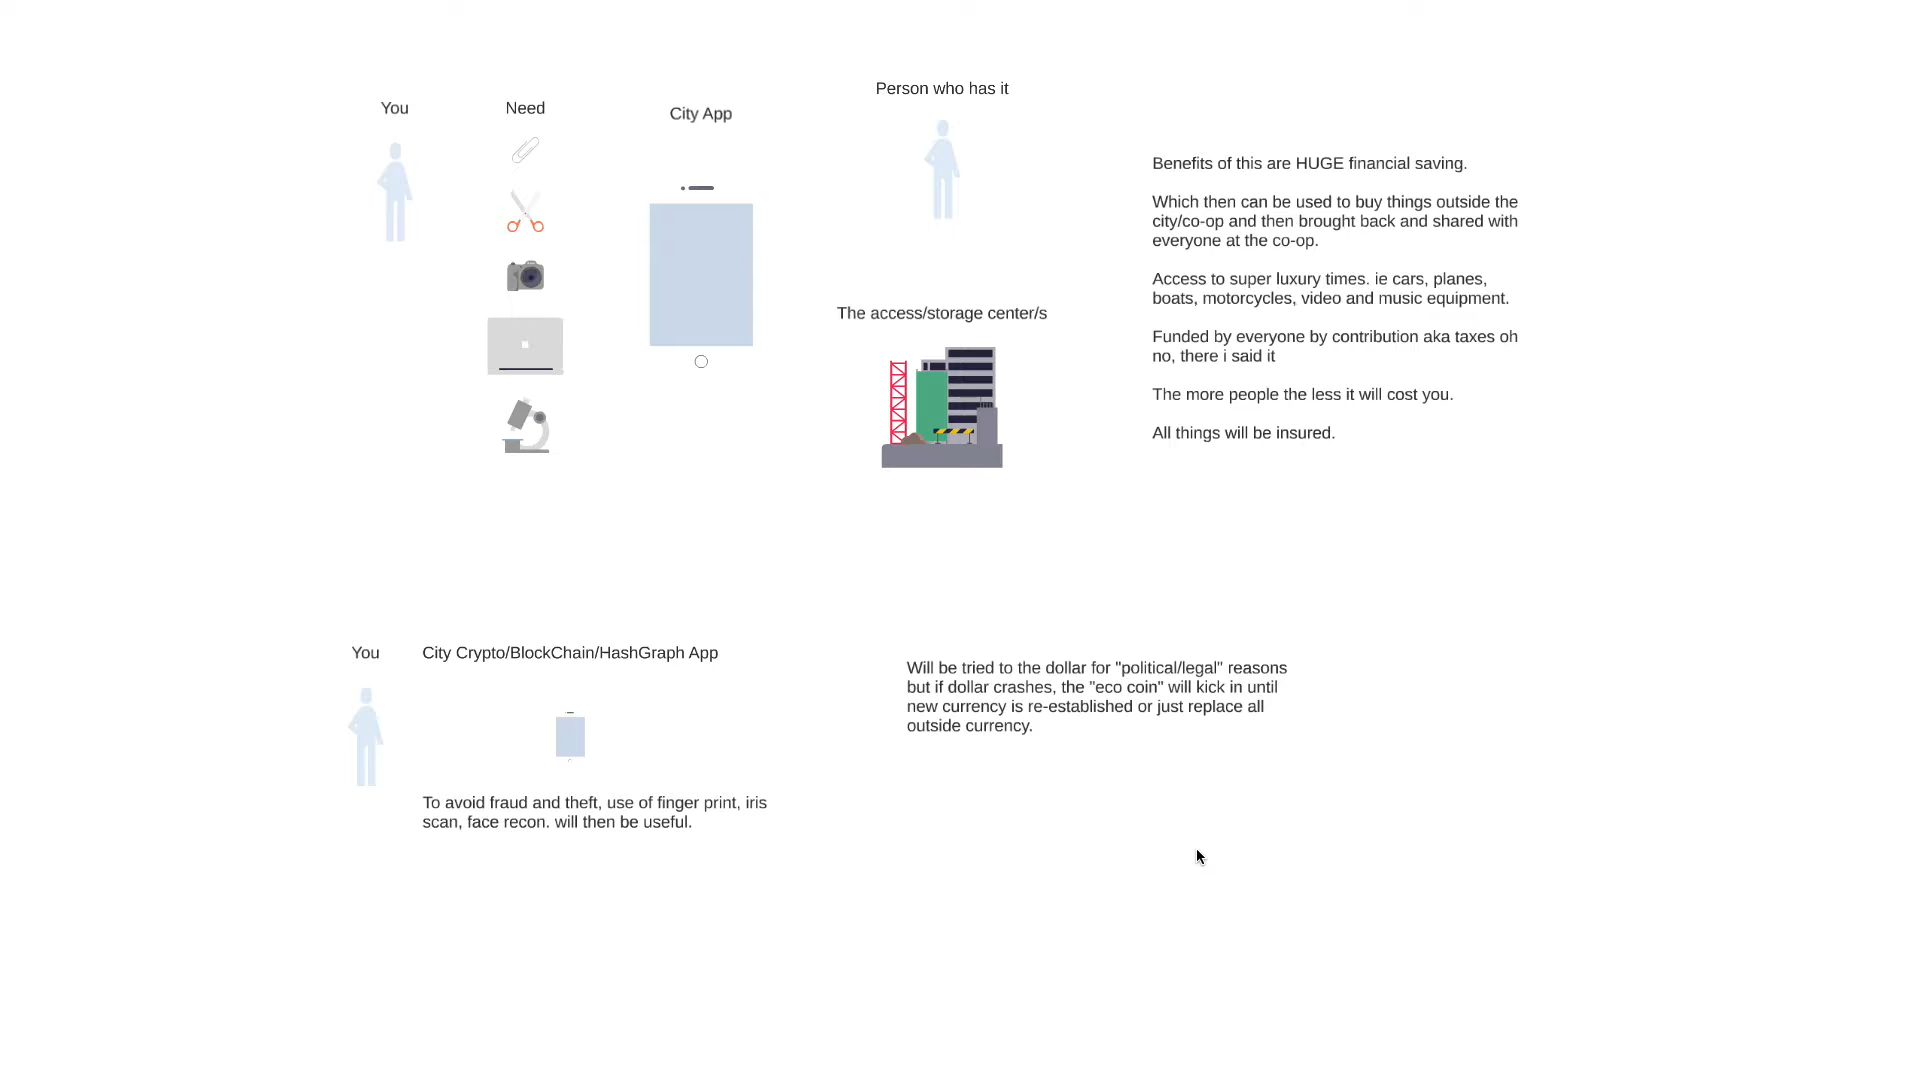 You
Need
City App
Person who has it
The access/storage center/s
Benefits of this are HUGE financial saving.
Which then can be used to buy things outside the
city/co-op and then brought back and shared with
everyone at the co-op.
Access to super luxury times. ie cars, planes,
boats, motorcycles, video and music equipment.
Funded by everyone by contribution aka taxes oh
no, there i said it
The more people the less it will cost you.
All things will be insured.
You
City Crypto/BlockChain/HashGraph App
To avoid fraud and theft, use of finger print, iris
scan, face recon. will then be useful.
Will be tried to the dollar for "political/legal" reasons
but if dollar crashes, the "eco coin" will kick in until
new currency is re-established or just replace all
outside currency.